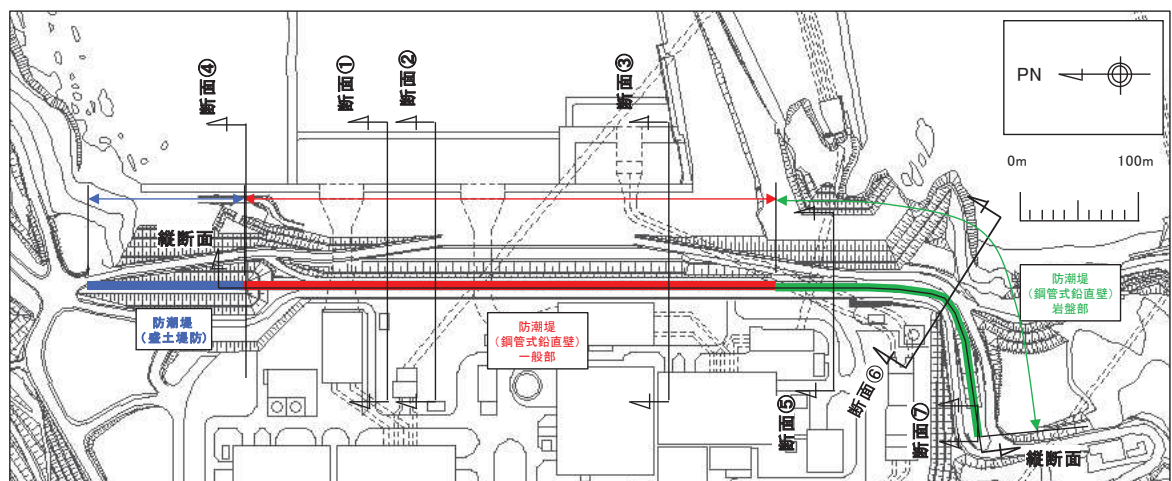 断面④
断面①
断面②
断面③
PN
0m
100m
縦断面
防潮堤
(盛土堤防)
防潮堤
(鋼管式鉛直壁)
一般部
防潮堤
(鋼管式鉛直壁)
岩盤部
断面⑤
断面⑥
断面⑦
縦断面